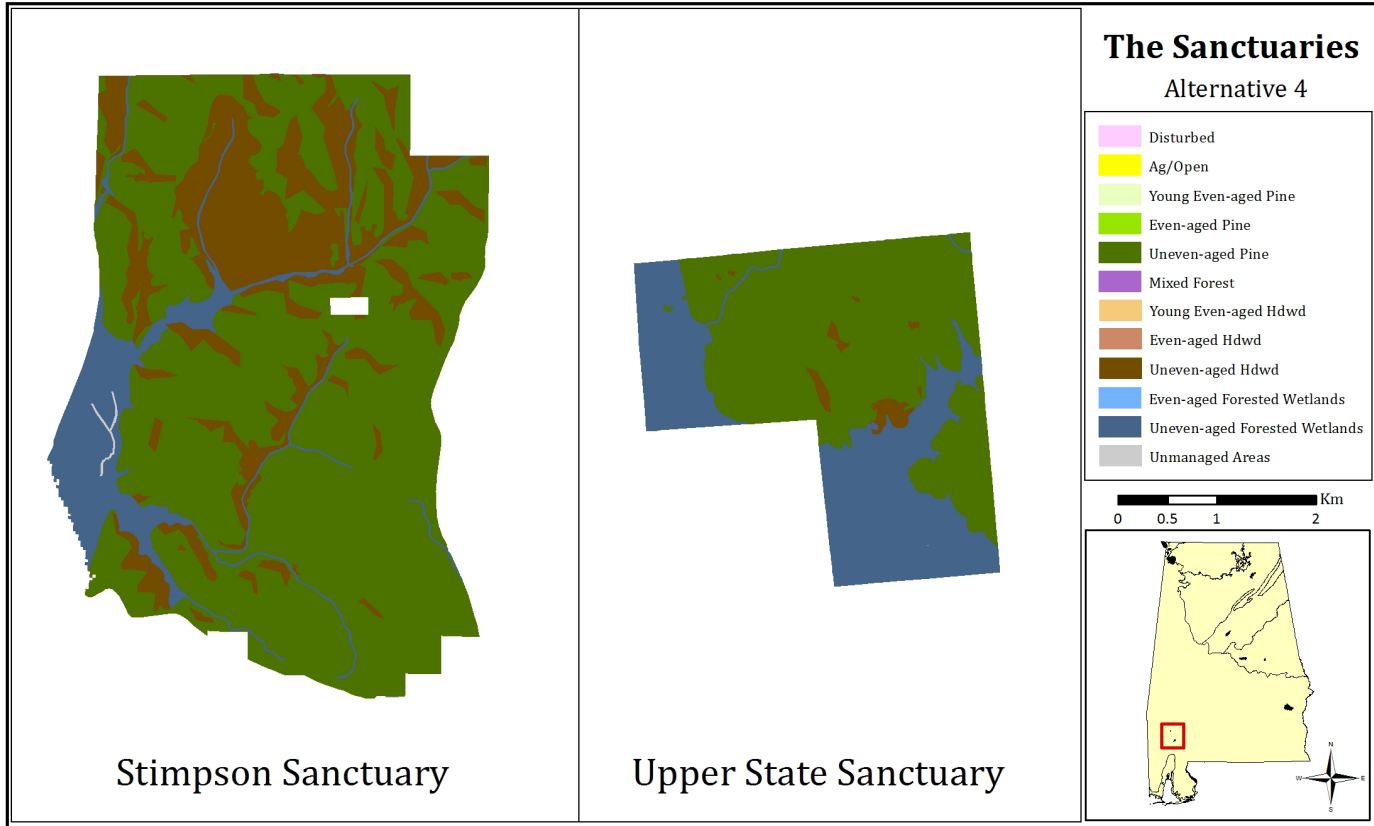 The Sanctuaries
Alternative 4
Disturbed
Ag/Open
Young Even-aged Pine
Even-aged Pine
Uneven-aged Pine
Mixed Forest
Young Even-aged Hdwd
Even-aged Hdwd
Uneven-aged Hdwd
Even-aged Forested Wetlands
Uneven-aged Forested Wetlands
Unmanaged Areas
Km
0 0.5 1 2
N
W E
S
Stimpson Sanctuary
Upper State Sanctuary